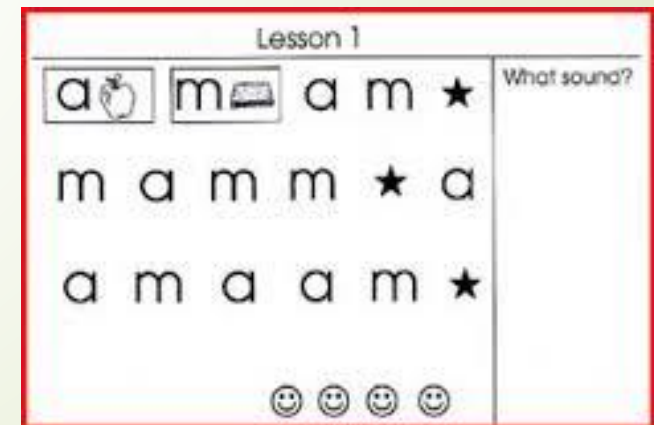 Lesson 1
a m a m ★
What sound?
m a m m ★ a
a m a a m ★